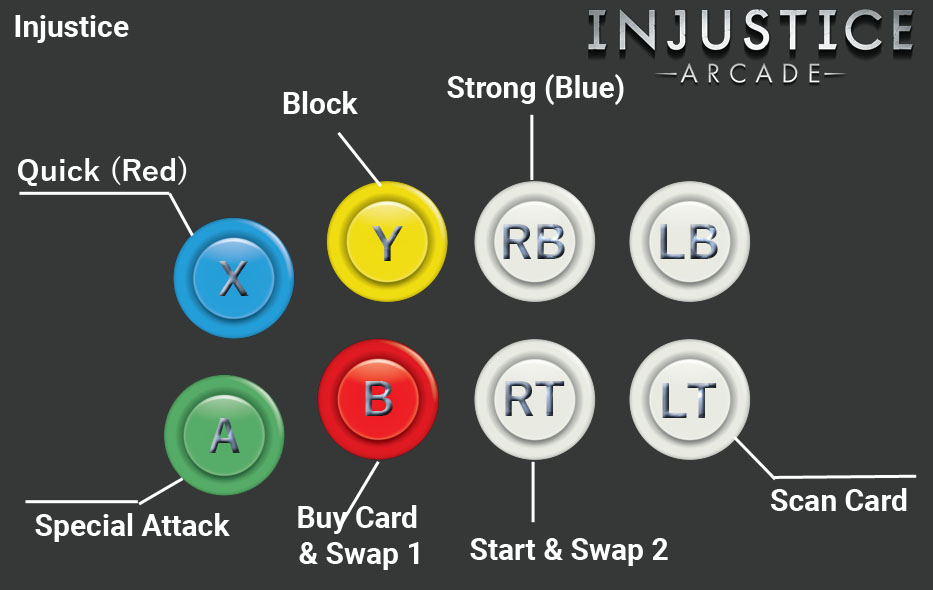 Injustice
INJUSTICE
ARCADE
Strong (Blue)
Block
Quick (Red)
X
Y
RB
LB
A
B
RT
LT
Special Attack
Buy Card
& Swap 1
Start & Swap 2
Scan Card